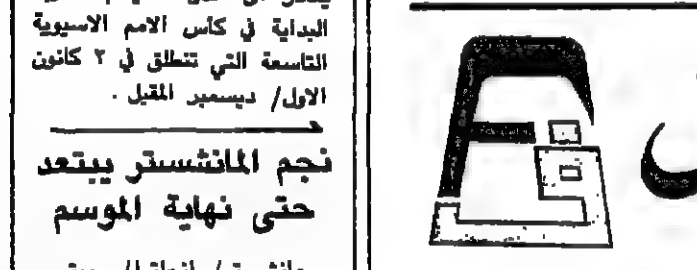 البداية في كأس الامم الاسيوية
التاسعة التي تنطلق في ٢ كانون
الاول/ ديسمبر المقبل .
نجم المانشستر يبتعد
حتى نهاية الموسم